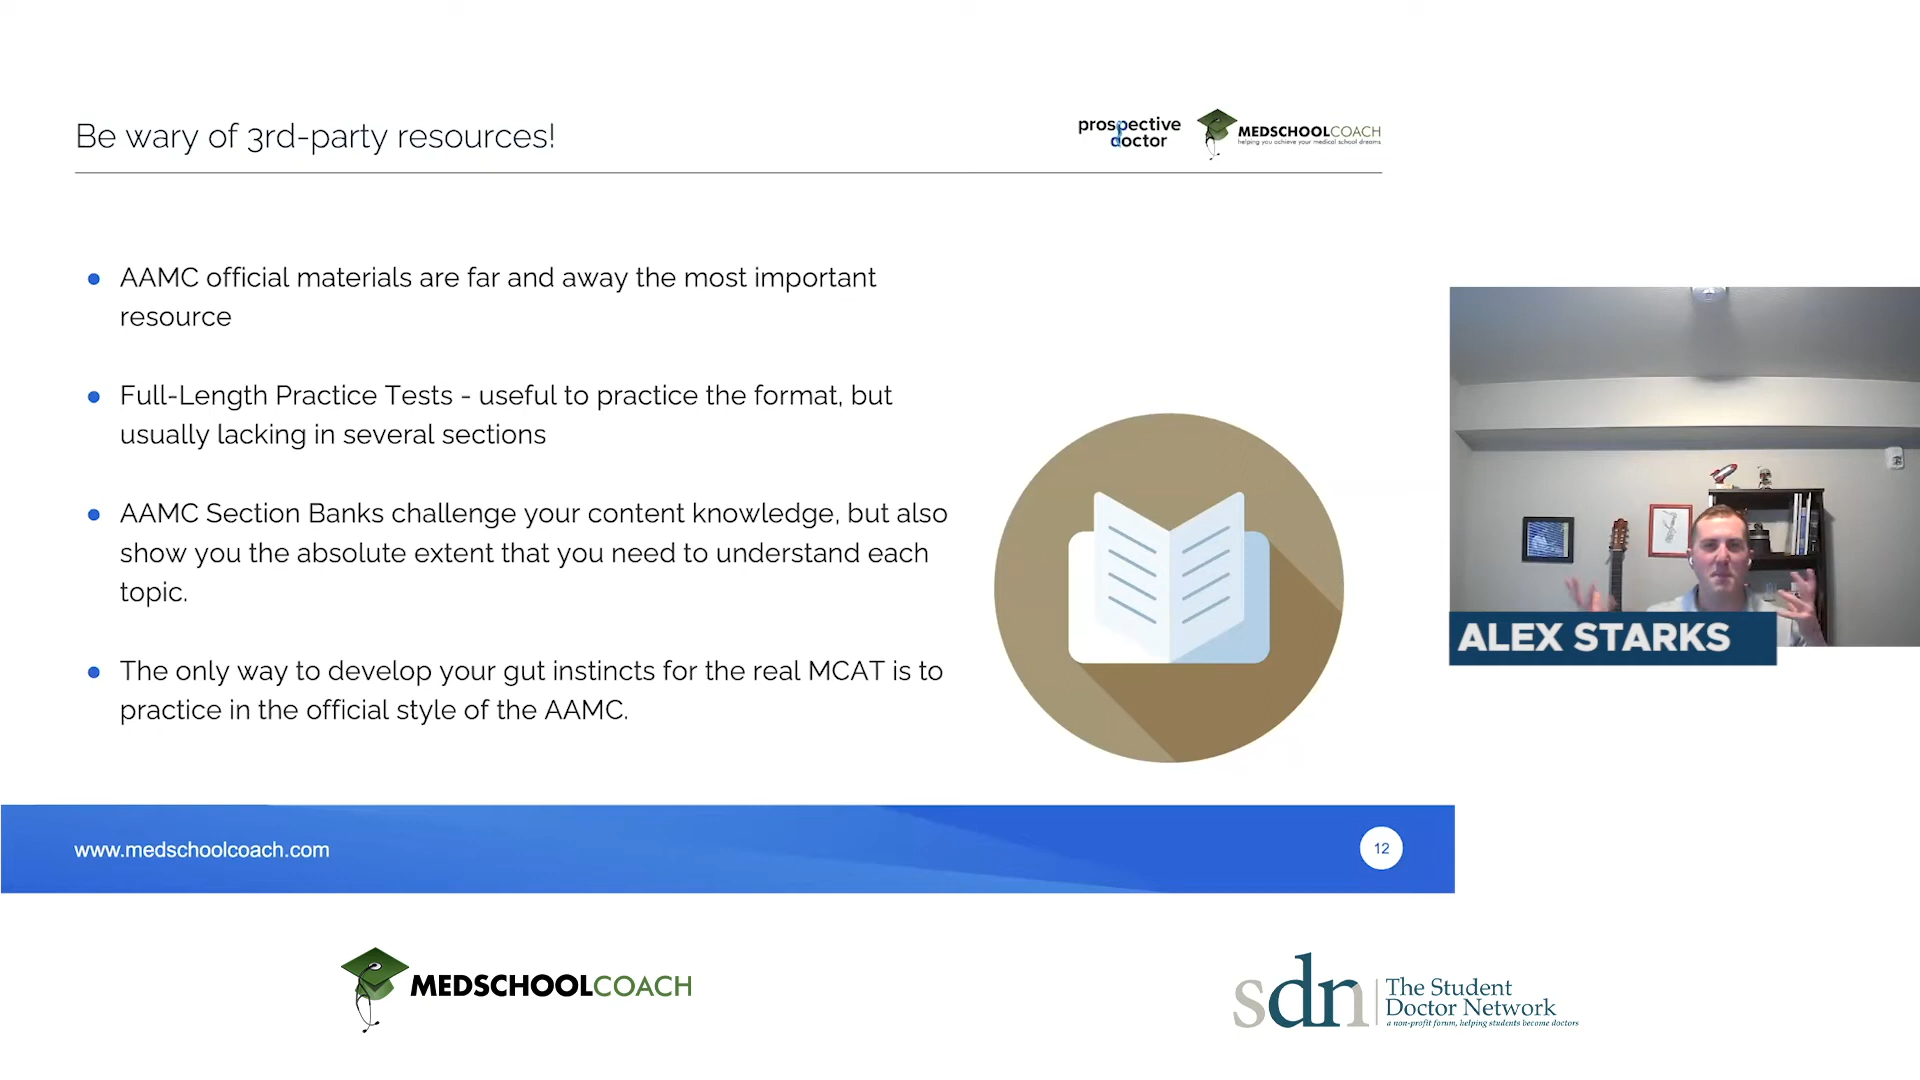 Be wary of 3rd-party resources!
prospective
doctor
MEDSCHOOLCOACH
helping you achieve your medical school dreams
AAMC official materials are far and away the most important
resource
Full-Length Practice Tests - useful to practice the format, but
usually lacking in several sections
AAMC Section Banks challenge your content knowledge, but also
show you the absolute extent that you need to understand each
topic.
The only way to develop your gut instincts for the real MCAT is to
practice in the official style of the AAMC.
ALEX STARKS
www.medschoolcoach.com
12
MEDSCHOOLCOACH
sdn
The Student
Doctor Network
a non-profit forum, helping students become doctors